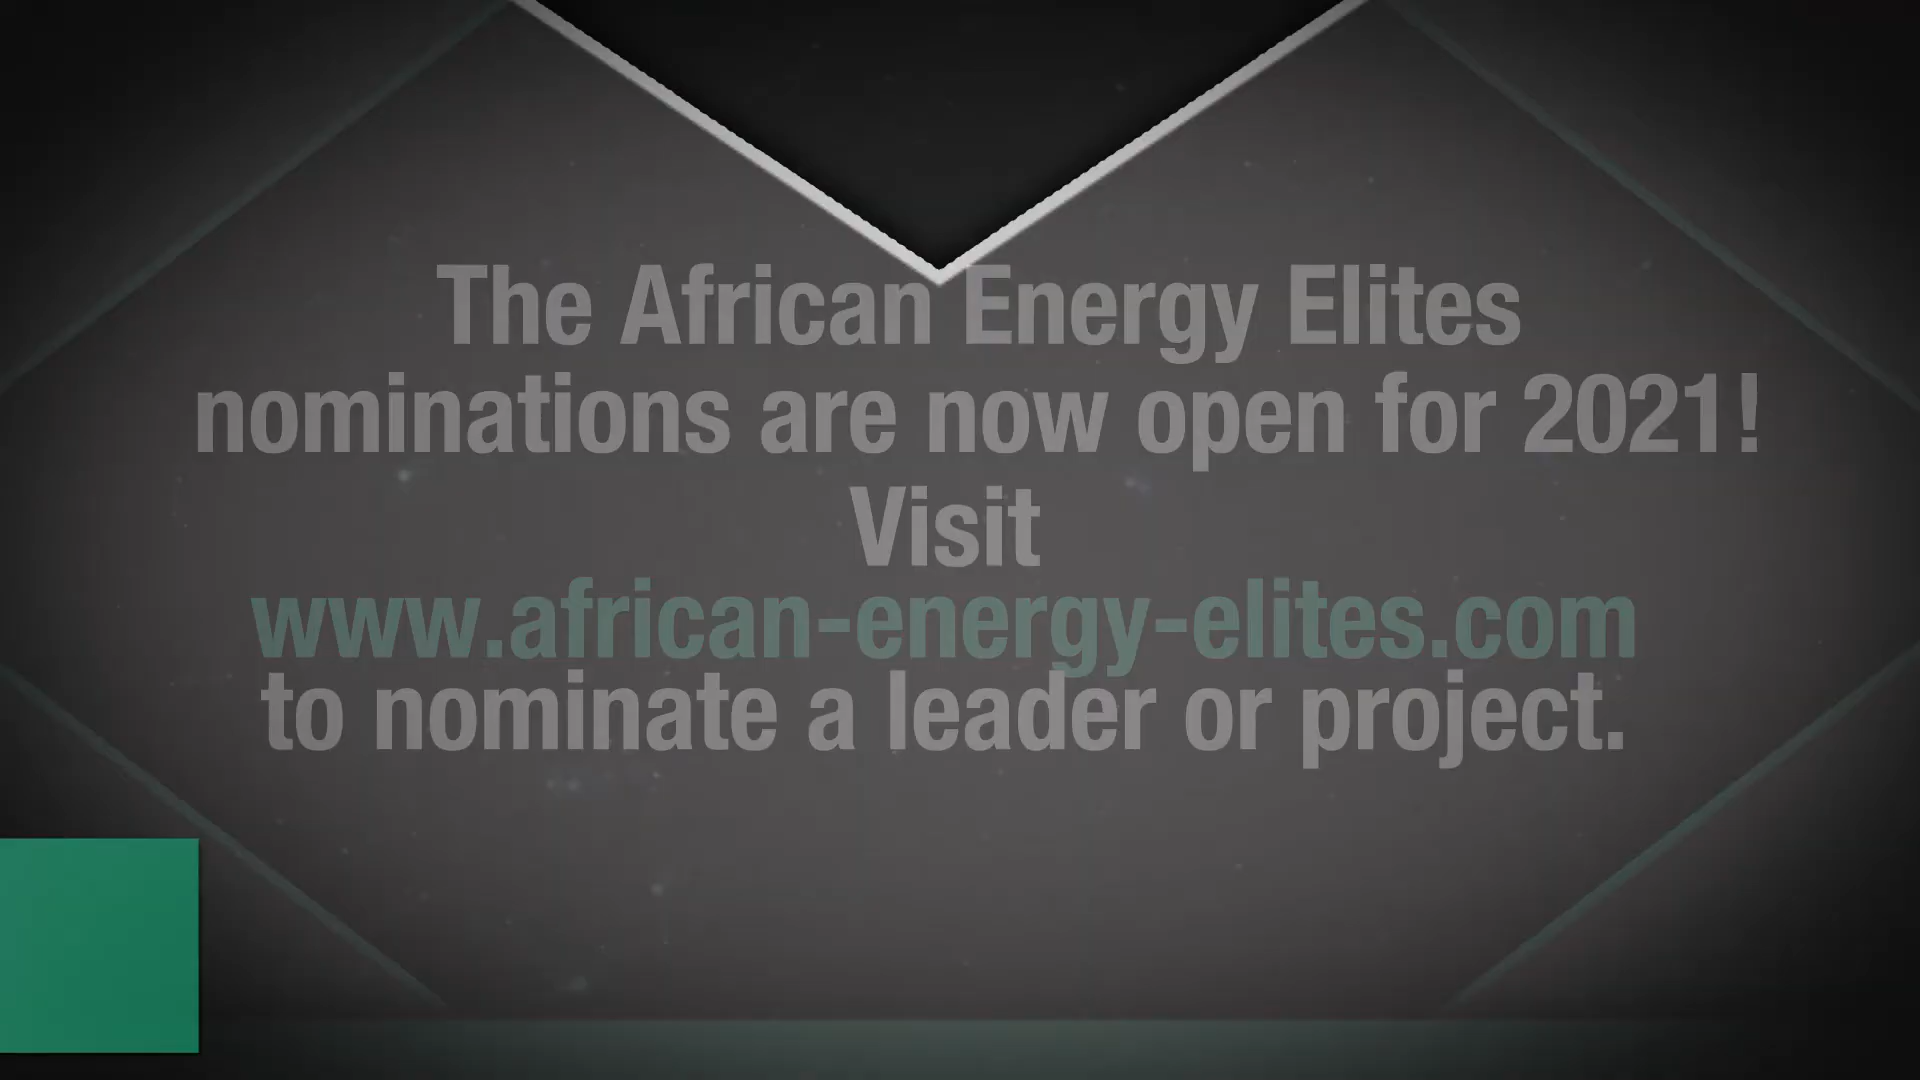 The African Energy Elites
nominations are now open for 2021!
Visit
www.african-energy-elites.com
to nominate a leader or project.